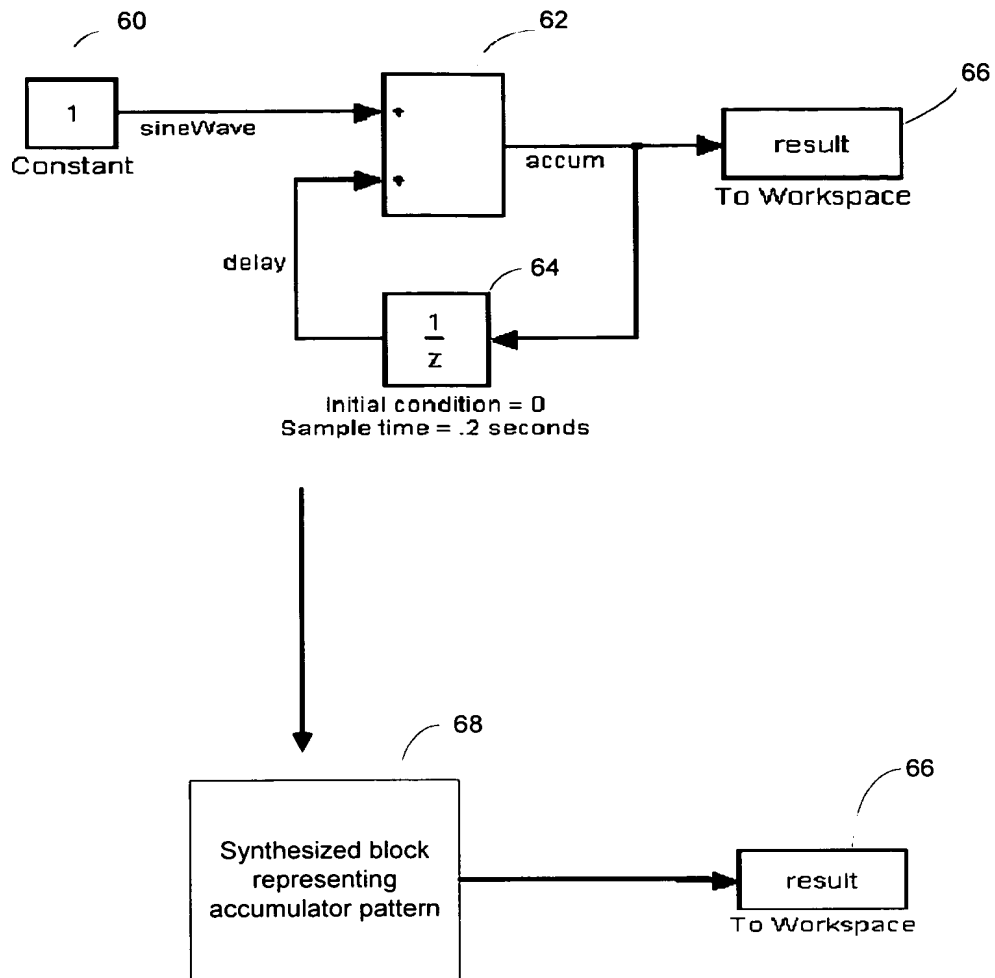 60
62
66
1
sineWave
Constant
accum
result
To Workspace
delay
64
1
z
Initial condition = 0
Sample time = .2 seconds
68
66
Synthesized block
representing
accumulator pattern
result
To Workspace